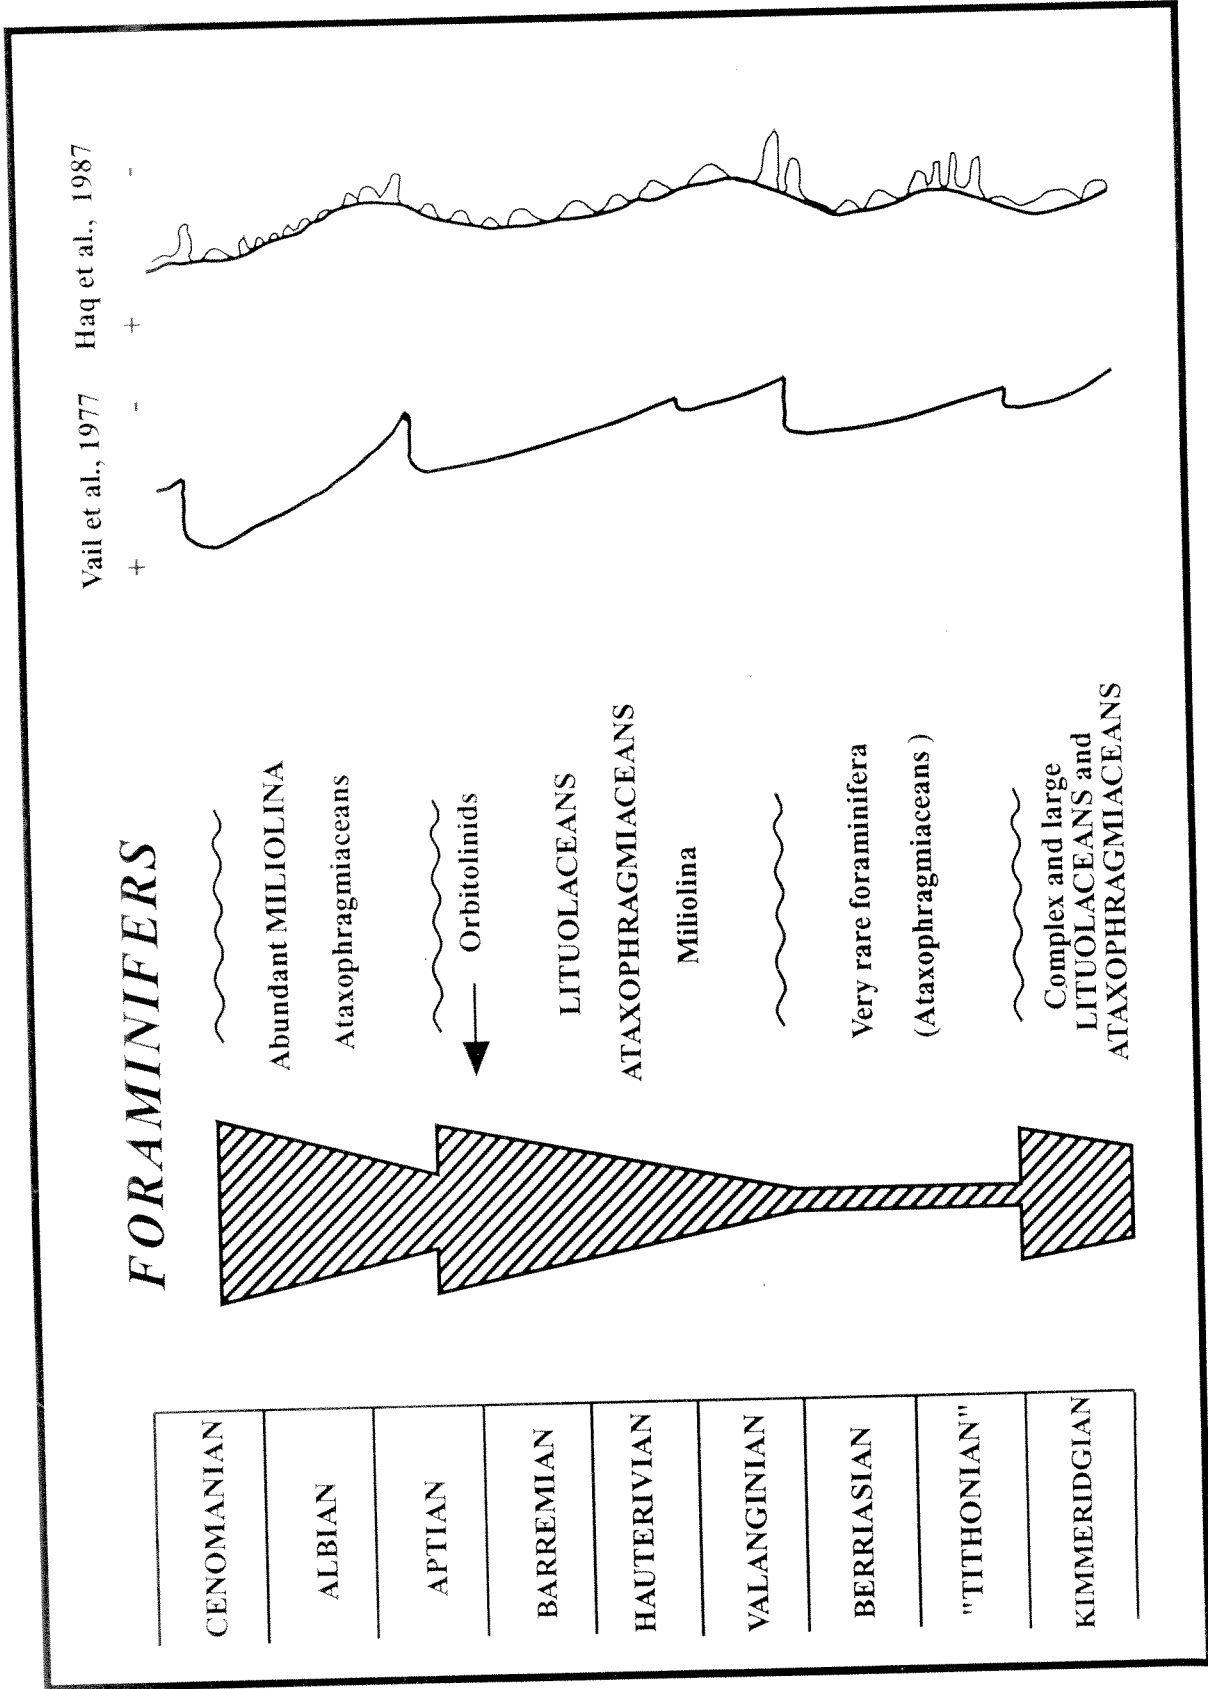 FORAMINIFERS
Vail et al., 1977
Haq et al., 1987
+
-
+
-
CENOMANIAN
ALBIAN
APTIAN
BARREMIAN
HAUTERIVIAN
VALANGINIAN
BERRIASIAN
"TITHONIAN"
KIMMERIDGIAN
Abundant MILIOLINA
Ataxophragmiaceans
Orbitolinids
LITUOLACEANS
ATAXOPHRAGMIACEANS
Miliolina
Very rare foraminifera
(Ataxophragmiaceans )
Complex and large
LITUOLACEANS and
ATAXOPHRAGMIACEANS